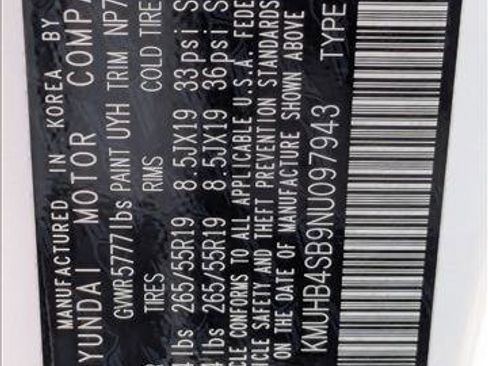 MANUFACTURED IN KOREA BY
YUNDAI MOTOR COMPA
GVWR5777lbs PAINT UYH TRIM NP7
TIRES RIMS COLD TIRE
lbs 265/55R19 8.5JX19 33psi S
lbs 265/55R19 8.5JX19 36psi S
CLE CONFORMS TO ALL APPLICABLE U.S.A. FEDE
ICLE SAFETY AND THEFT PREVENTION STANDARDS
ON THE DATE OF MANUFACTURE SHOWN ABOVE
KMUHB4SB9NU097943 TYPE